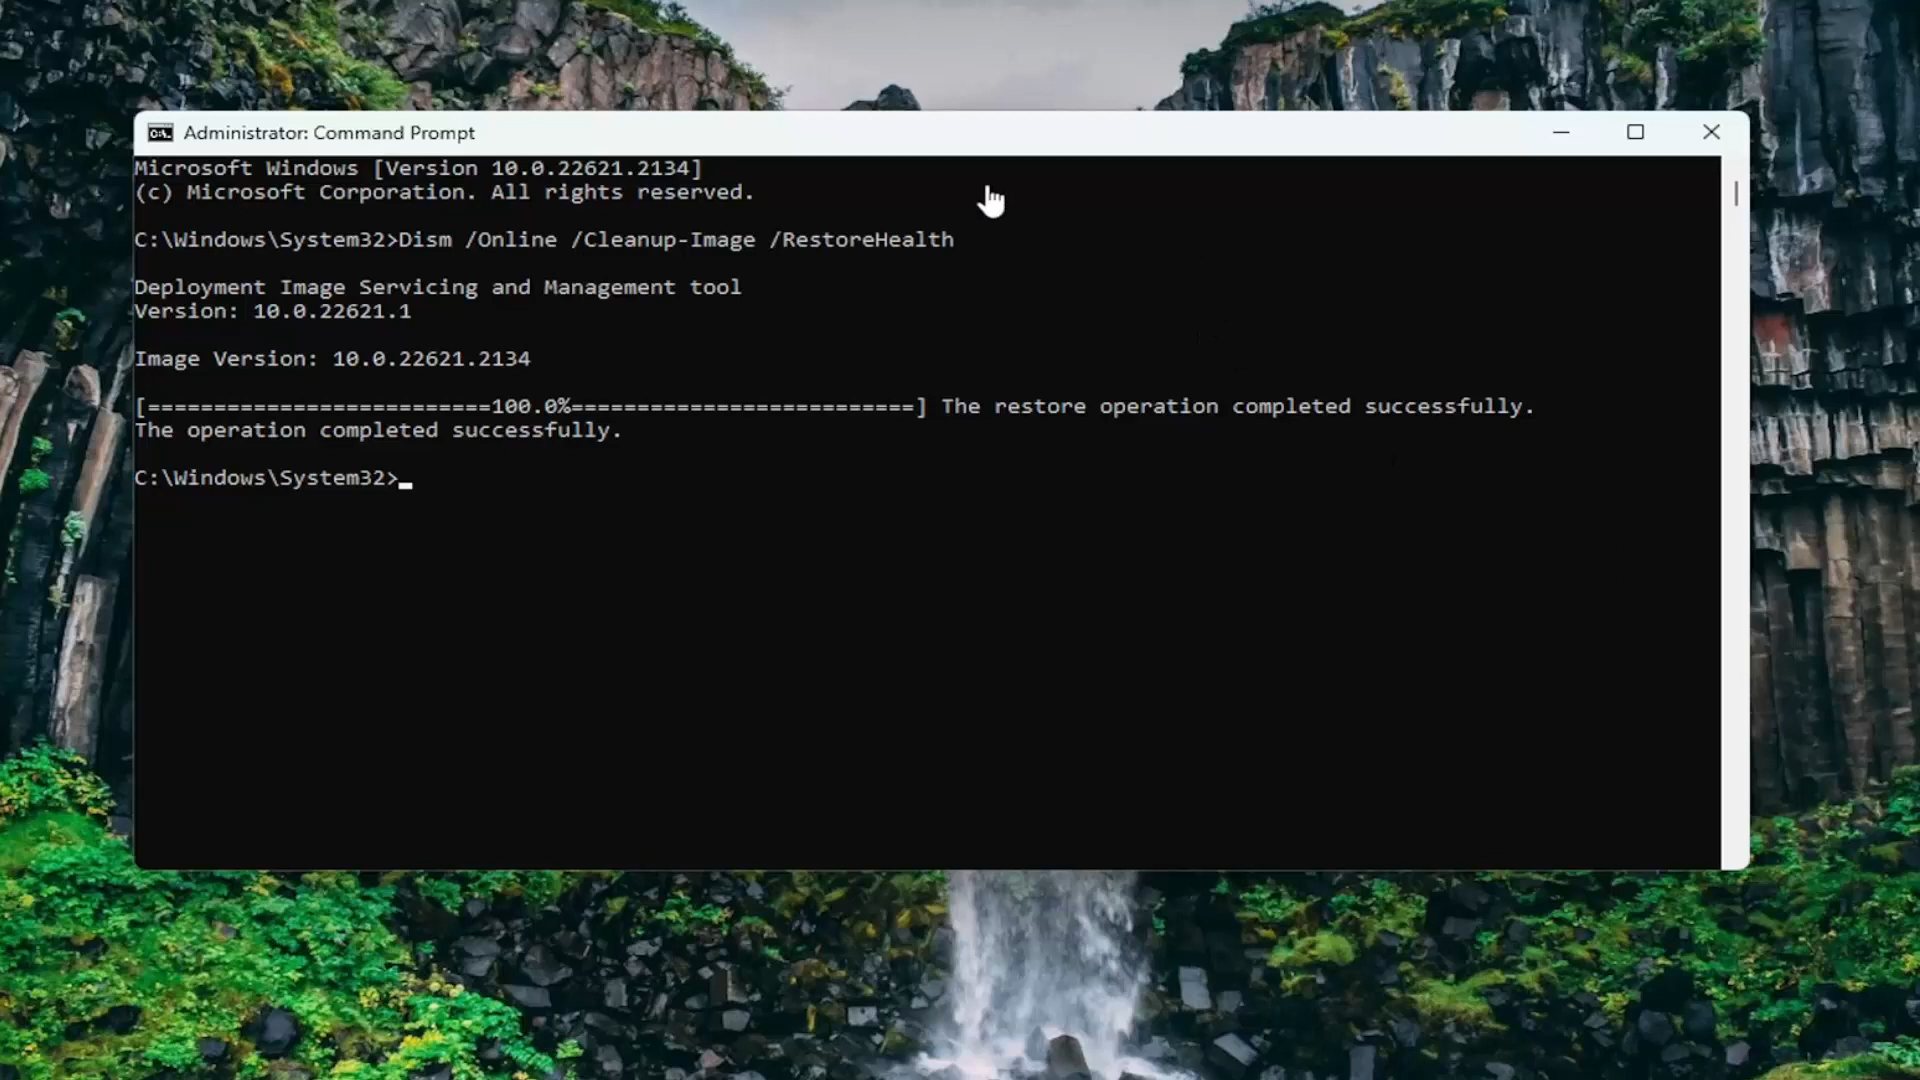 Administrator: Command Prompt
Microsoft Windows [Version 10.0.22621.2134]
(c) Microsoft Corporation. All rights reserved.
C:\Windows\System32>Dism /Online /Cleanup-Image /RestoreHealth
Deployment Image Servicing and Management tool
Version: 10.0.22621.1
Image Version: 10.0.22621.2134
[==========================100.0%==========================] The restore operation completed successfully.
The operation completed successfully.
C:\Windows\System32>